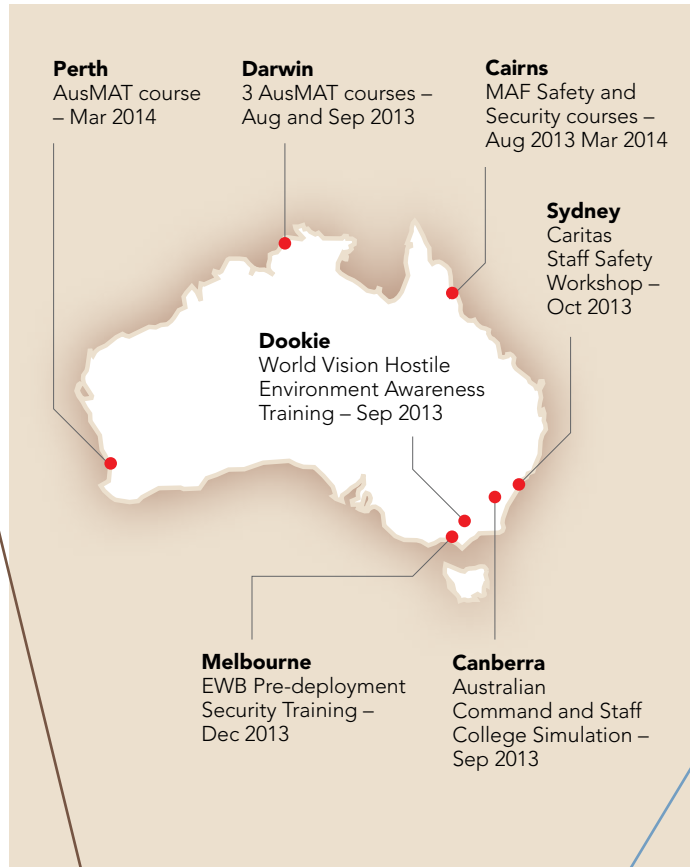 Perth
AusMAT course
– Mar 2014
Darwin
3 AusMAT courses –
Aug and Sep 2013
Cairns
MAF Safety and
Security courses –
Aug 2013 Mar 2014
Sydney
Caritas
Staff Safety
Workshop –
Oct 2013
Dookie
World Vision Hostile
Environment Awareness
Training – Sep 2013
Melbourne
EWB Pre-deployment
Security Training –
Dec 2013
Canberra
Australian
Command and Staff
College Simulation –
Sep 2013